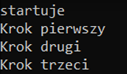 startuje
Krok pierwszy
Krok drugi
Krok trzeci